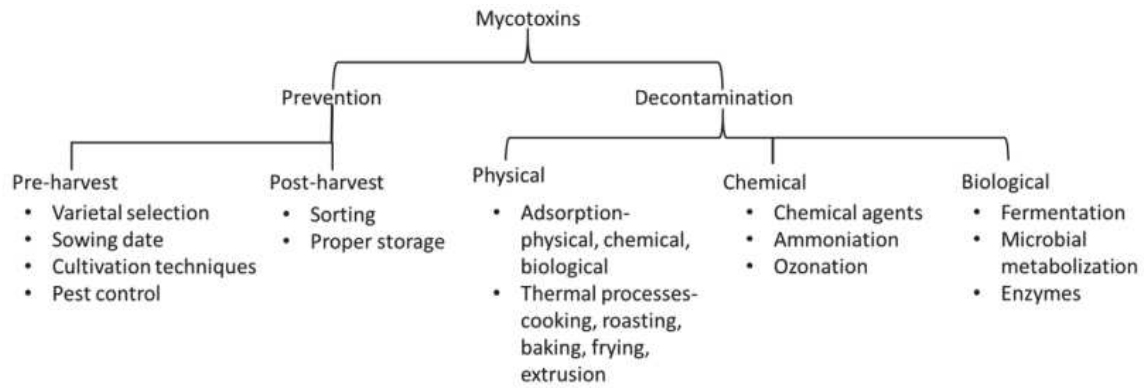 Mycotoxins
Prevention
Decontamination
Pre-harvest
• Varietal selection
• Sowing date
• Cultivation techniques
• Pest control
Post-harvest
• Sorting
• Proper storage
Physical
• Adsorption-
physical, chemical,
biological
• Thermal processes-
cooking, roasting,
baking, frying,
extrusion
Chemical
• Chemical agents
• Ammoniation
• Ozonation
Biological
• Fermentation
• Microbial
metabolization
• Enzymes